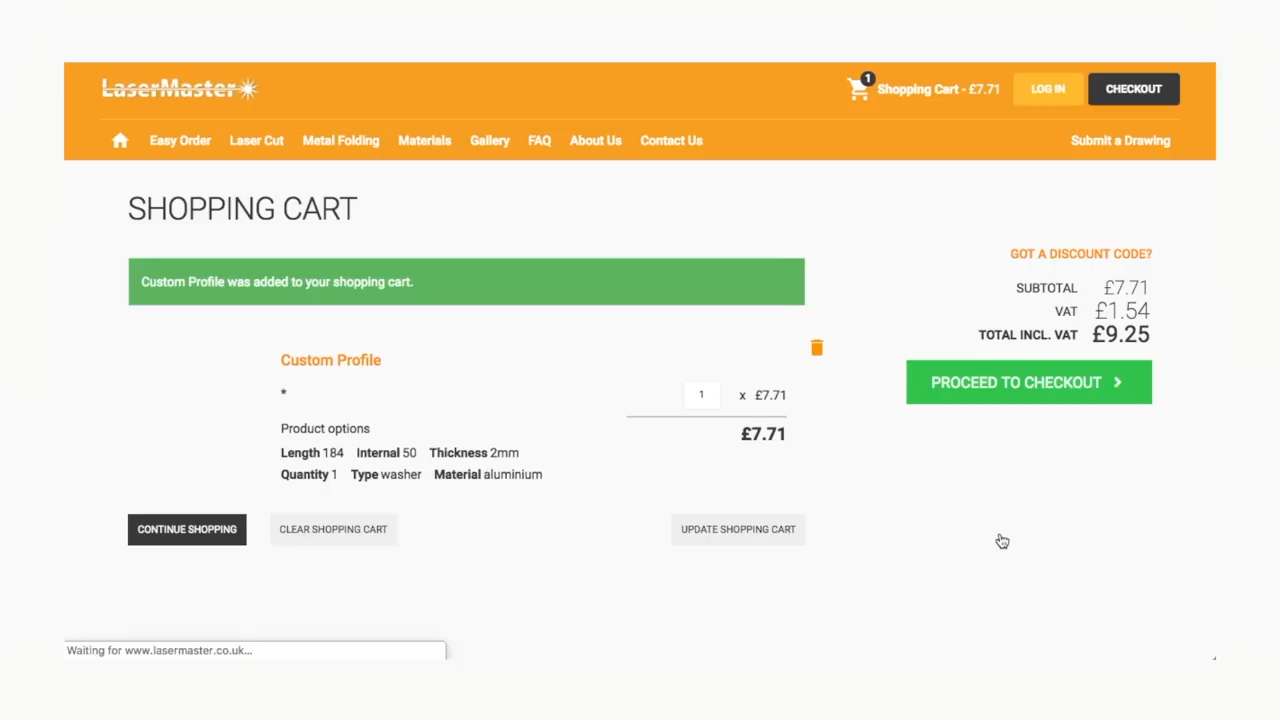 LaserMaster
1
Shopping Cart - £7.71
LOG IN
CHECKOUT
Easy Order
Laser Cut
Metal Folding
Materials
Gallery
FAQ
About Us
Contact Us
Submit a Drawing
SHOPPING CART
Custom Profile was added to your shopping cart.
GOT A DISCOUNT CODE?
SUBTOTAL £7.71
VAT £1.54
TOTAL INCL. VAT £9.25
PROCEED TO CHECKOUT
Custom Profile
*
1 x £7.71
£7.71
Product options
Length 184 Internal 50 Thickness 2mm
Quantity 1 Type washer Material aluminium
CONTINUE SHOPPING
CLEAR SHOPPING CART
UPDATE SHOPPING CART
Waiting for www.lasermaster.co.uk...